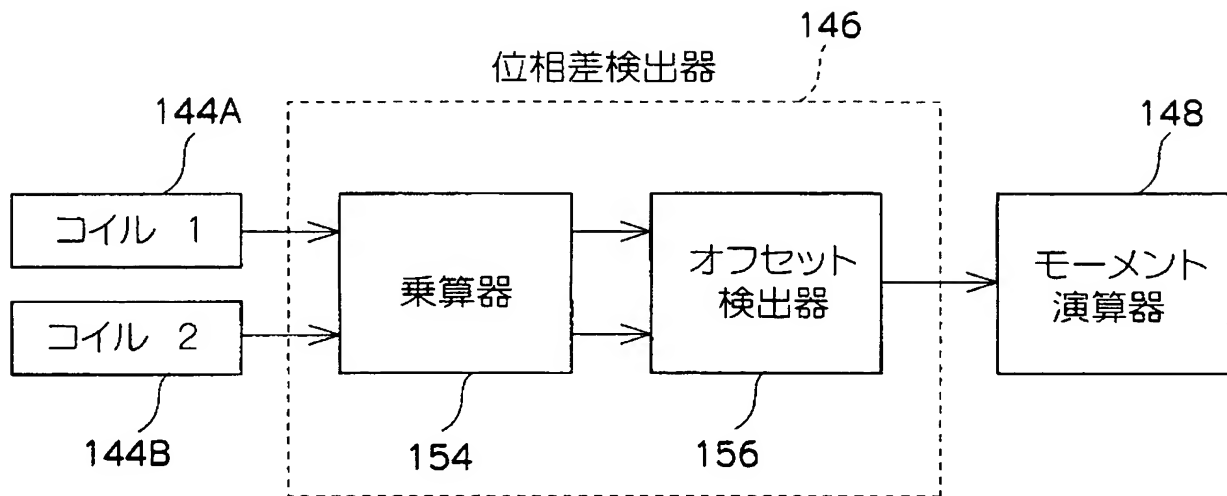 146
位相差検出器
144A
148
コイル 1
コイル 2
乗算器
オフセット
検出器
モーメント
演算器
144B
154
156